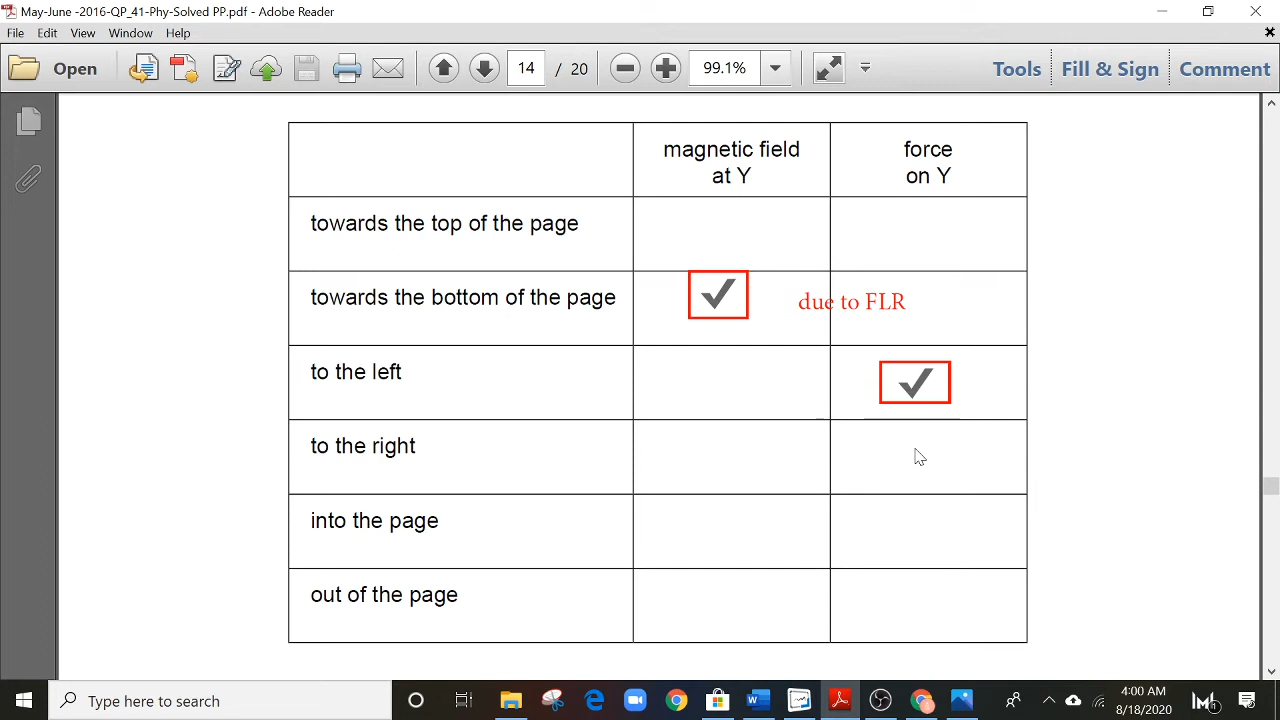 May-June -2016-QP_41-Phy-Solved PP.pdf - Adobe Reader
File Edit View Window Help
Open 14 / 20 99.1% Tools Fill & Sign Comment
magnetic field
at Y
force
on Y
towards the top of the page
towards the bottom of the page
due to FLR
to the left
to the right
into the page
out of the page
Type here to search
4:00 AM
8/18/2020